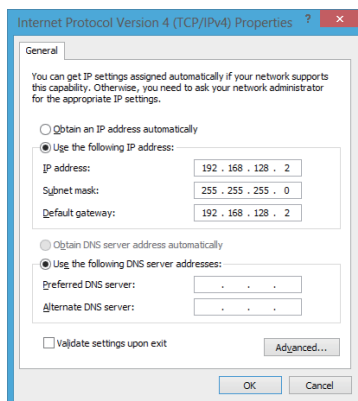 Internet Protocol Version 4 (TCP/IPv4) Properties ? ×
General
You can get IP settings assigned automatically if your network supports
this capability. Otherwise, you need to ask your network administrator
for the appropriate IP settings.
Obtain an IP address automatically
Use the following IP address:
IP address: 192 . 168 . 128 . 2
Subnet mask: 255 . 255 . 255 . 0
Default gateway: 192 . 168 . 128 . 2
Obtain DNS server address automatically
Use the following DNS server addresses:
Preferred DNS server: . . .
Alternate DNS server: . . .
Validate settings upon exit
Advanced...
OK Cancel